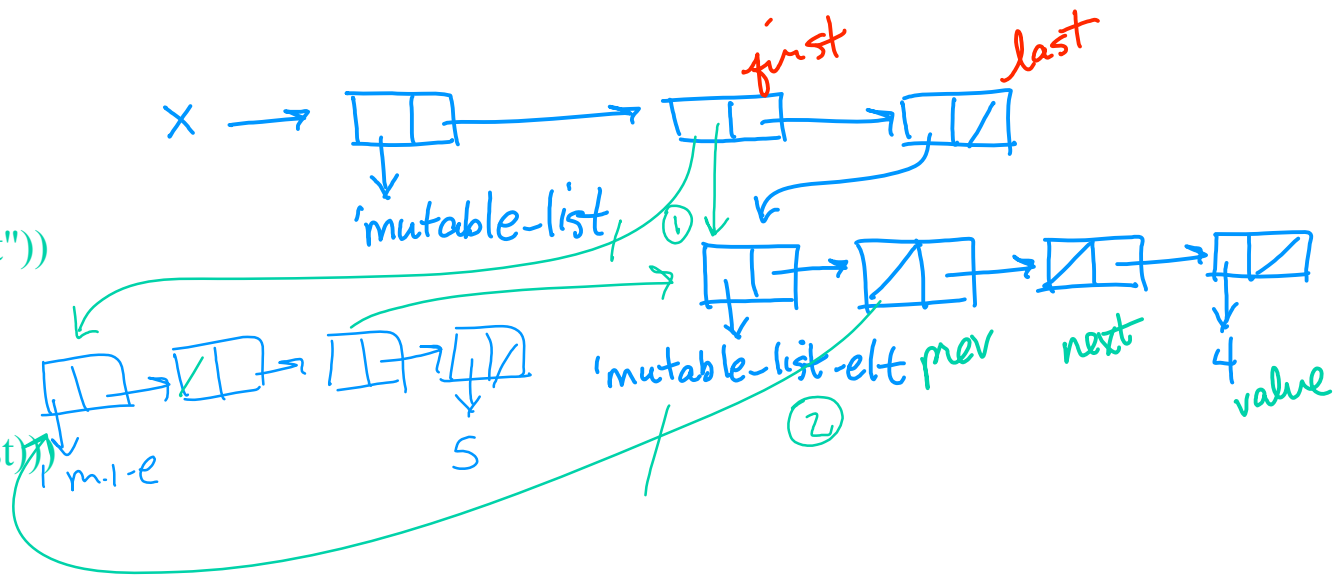 first
last
X
'mutable-list
①
t"))
'mutable-list-elt prev next 4
value
②
t)))
' m.l-e
5